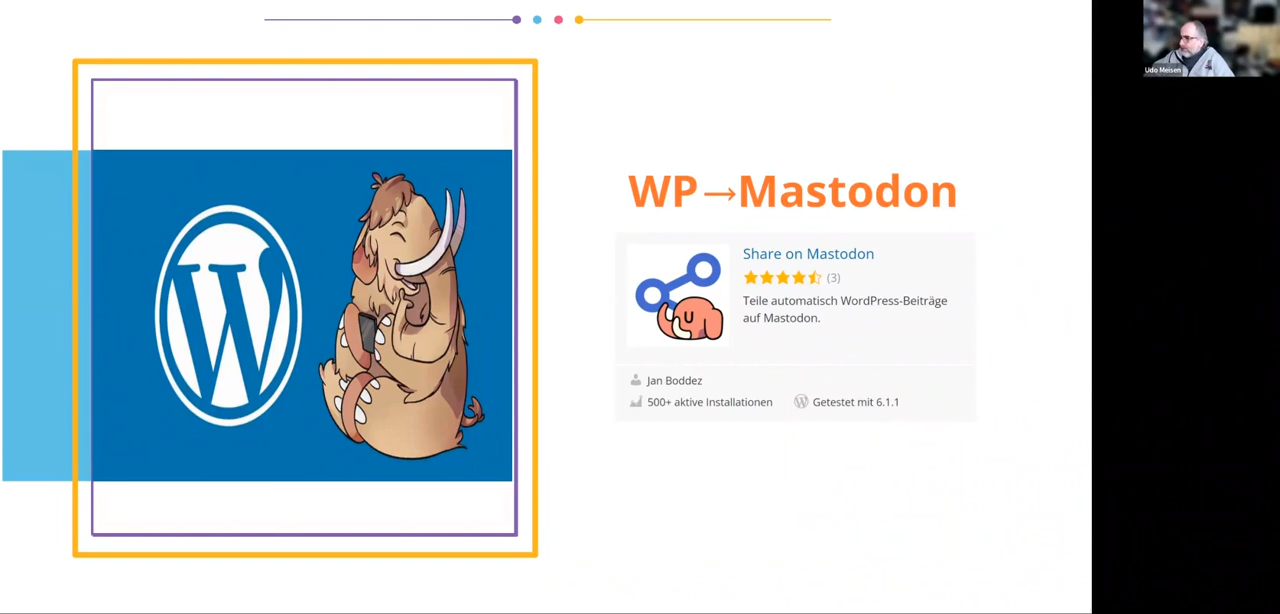 WP→Mastodon
Share on Mastodon
(3)
Teile automatisch WordPress-Beiträge
auf Mastodon.
Jan Boddez
500+ aktive Installationen
Getestet mit 6.1.1
Udo Meisen